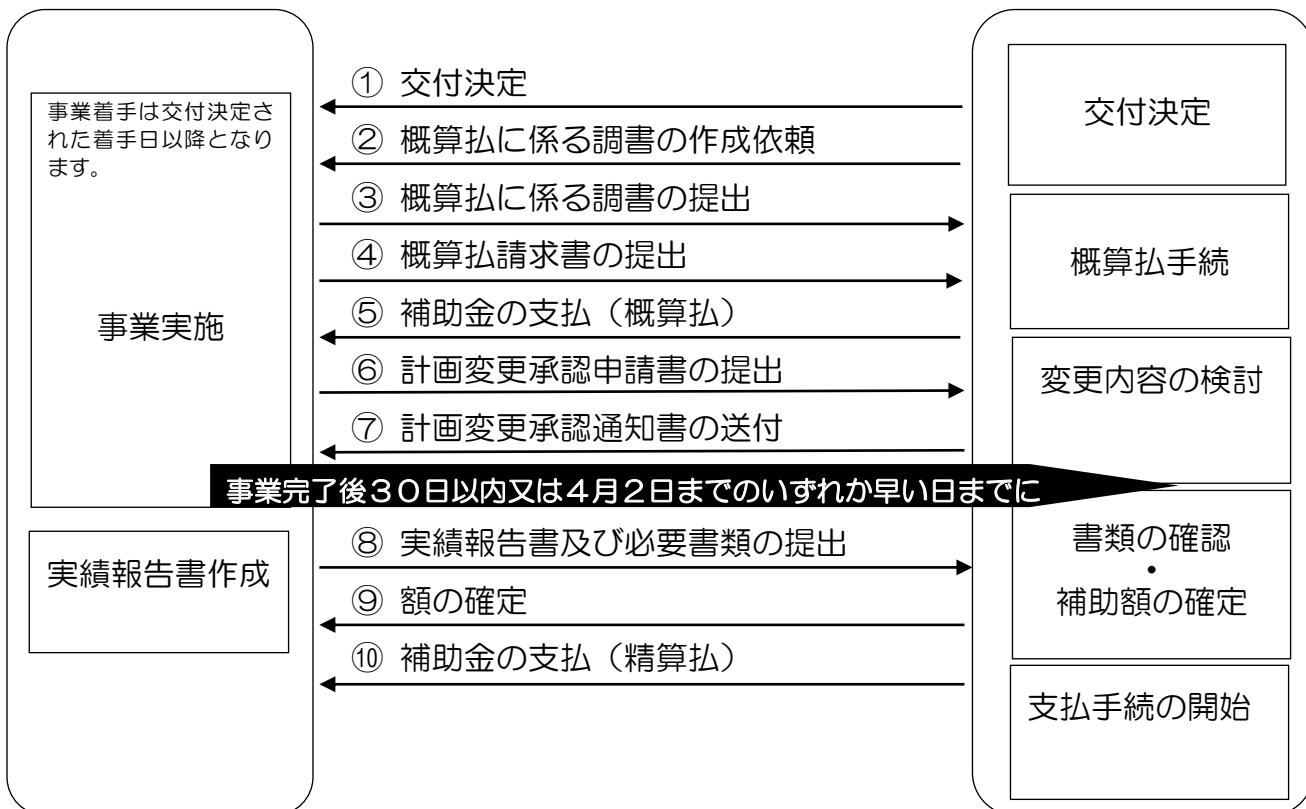 ① 交付決定
交付決定
事業着手は交付決定さ
れた着手日以降となり
ます。
② 概算払に係る調書の作成依頼
③ 概算払に係る調書の提出
④ 概算払請求書の提出
概算払手続
事業実施
⑤ 補助金の支払（概算払）
⑥ 計画変更承認申請書の提出
変更内容の検討
⑦ 計画変更承認通知書の送付
事業完了後３０日以内又は４月２日までのいずれか早い日までに
⑧ 実績報告書及び必要書類の提出
書類の確認
・
補助額の確定
実績報告書作成
⑨ 額の確定
⑩ 補助金の支払（精算払）
支払手続の開始